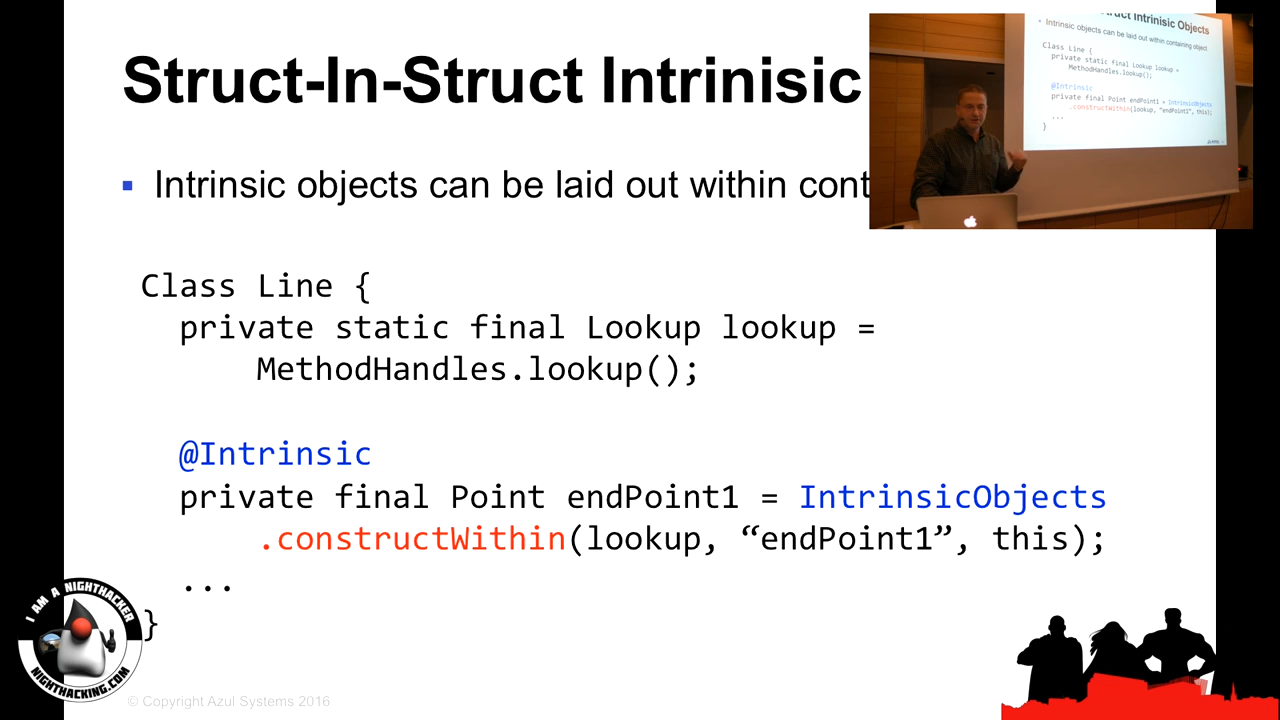 Struct-In-Struct Intrinisic
▪ Intrinsic objects can be laid out within cont
Class Line {
private static final Lookup lookup =
MethodHandles.lookup();
@Intrinsic
private final Point endPoint1 = IntrinsicObjects
.constructWithin(lookup, “endPoint1”, this);
...
}
© Copyright Azul Systems 2016
I AM A NIGHTHACKER
NIGHTHACKING.COM
Intrinisic Objects
Intrinsic objects can be laid out within containing object
Class Line {
private static final Lookup lookup =
MethodHandles.lookup();
@Intrinsic
private final Point endPoint1 = IntrinsicObjects
.constructWithin(lookup, "endPoint1", this);
...
}